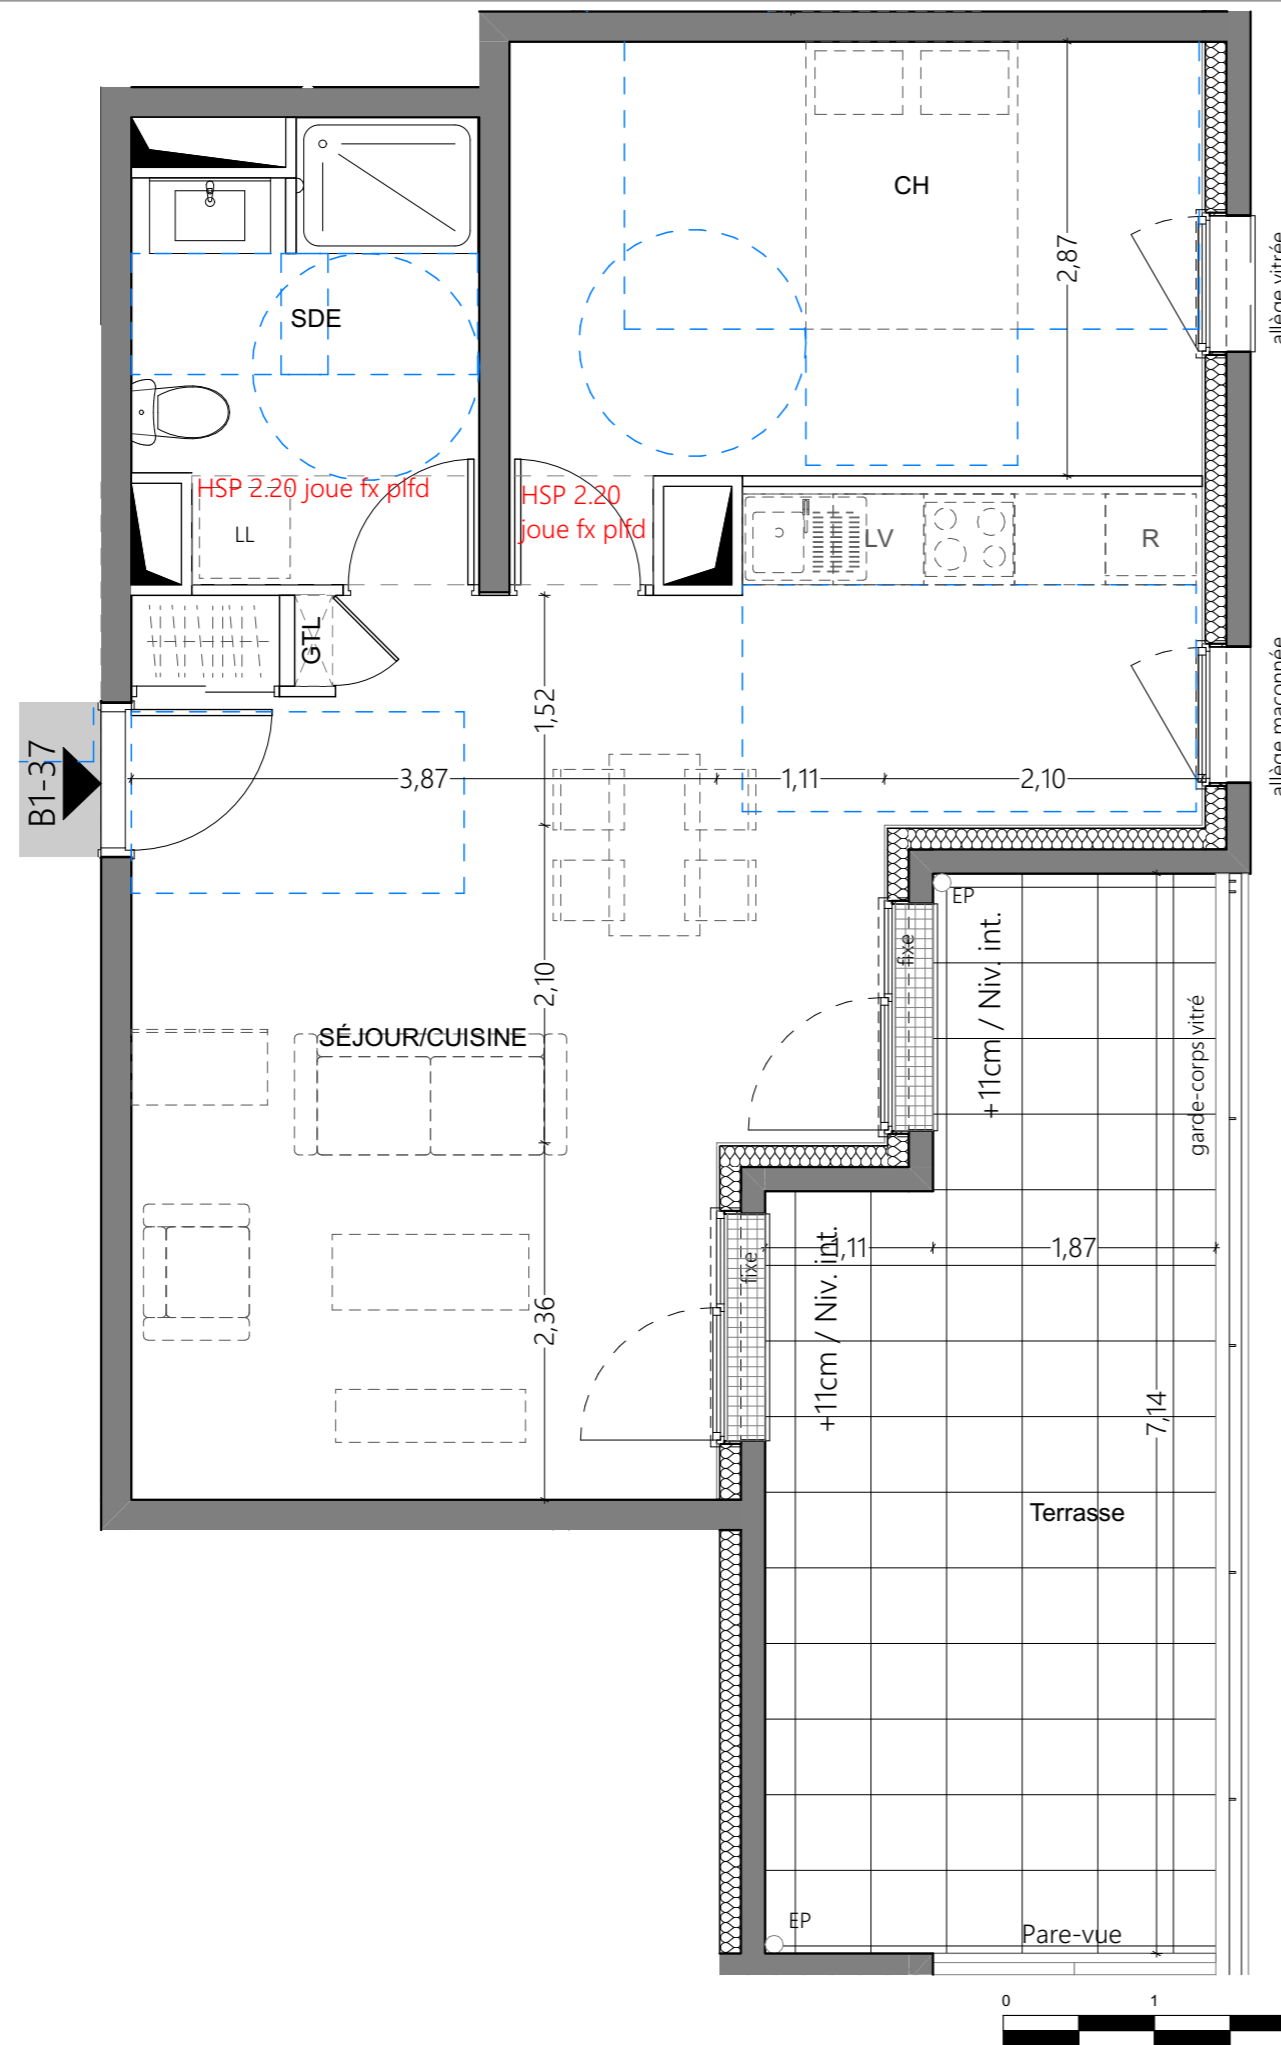 CH
2,87
allège vitrée
SDE
HSP 2.20 joue fx plfd
HSP 2.20
joue fx plfd
LL
LV
R
GTL
1,52
allège maçonnée
B1-37
3,87
1,11
2,10
EP
fixe
+11cm / Niv. int.
2,10
garde-corps vitré
SÉJOUR/CUISINE
1,11
1,87
fixe
+11cm / Niv. int.
2,36
7,14
Terrasse
EP
Pare-vue
0
1